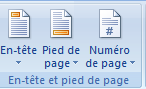 En-tête Pied de Numéro
page de page
En-tête et pied de page